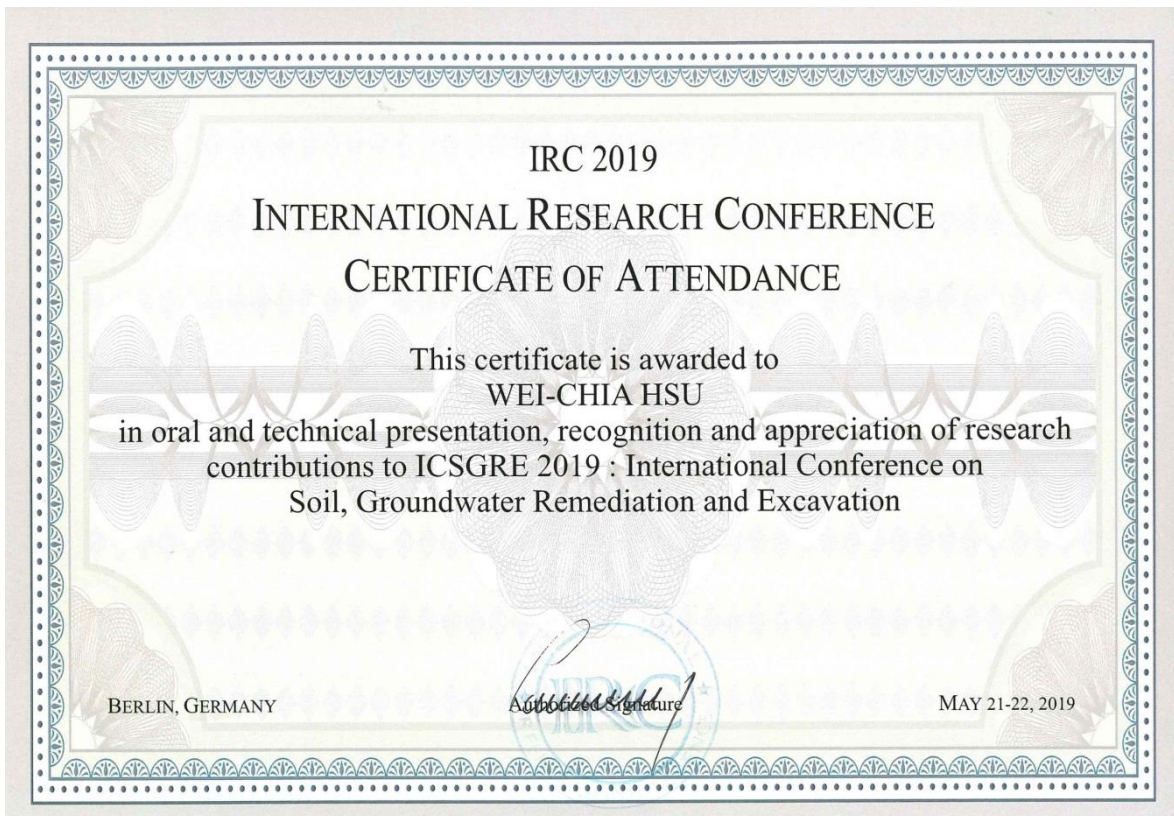 IRC 2019
INTERNATIONAL RESEARCH CONFERENCE
CERTIFICATE OF ATTENDANCE
This certificate is awarded to
WEI-CHIA HSU
in oral and technical presentation, recognition and appreciation of research
contributions to ICSGRE 2019 : International Conference on
Soil, Groundwater Remediation and Excavation
BERLIN, GERMANY
Authorized Signature
MAY 21-22, 2019
IRC